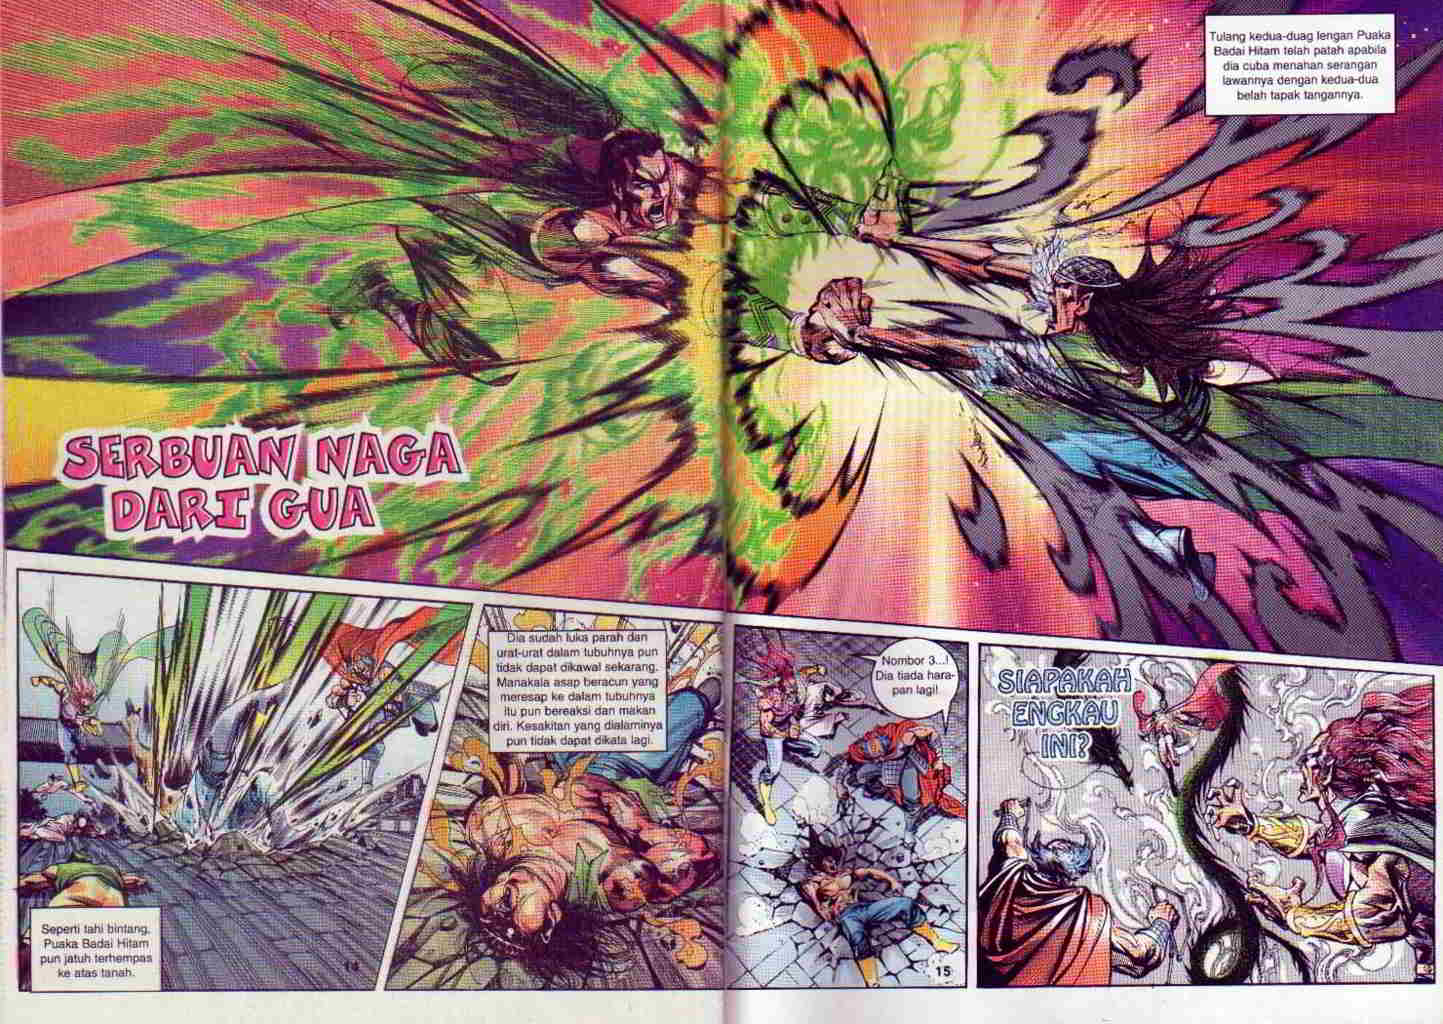 Tulang kedua-duag lengan Puaka
Badai Hitam telah patah apabila
dia cuba menahan serangan
lawannya dengan kedua-dua
belah tapak tangannya.
SERBUAN NAGA
DARI GUA
Seperti tahi bintang,
Puaka Badai Hitam
pun jatuh terhempas
ke atas tanah.
Dia sudah luka parah dan
urat-urat dalam tubuhnya pun
tidak dapat dikawal sekarang.
Manakala asap beracun yang
meresap ke dalam tubuhnya
itu pun bereaksi dan makan
diri. Kesakitan yang dialaminya
pun tidak dapat dikata lagi.
Nombor 3...!
Dia tiada hara-
pan lagi!
15
SIAPAKAH
ENGKAU
INI?